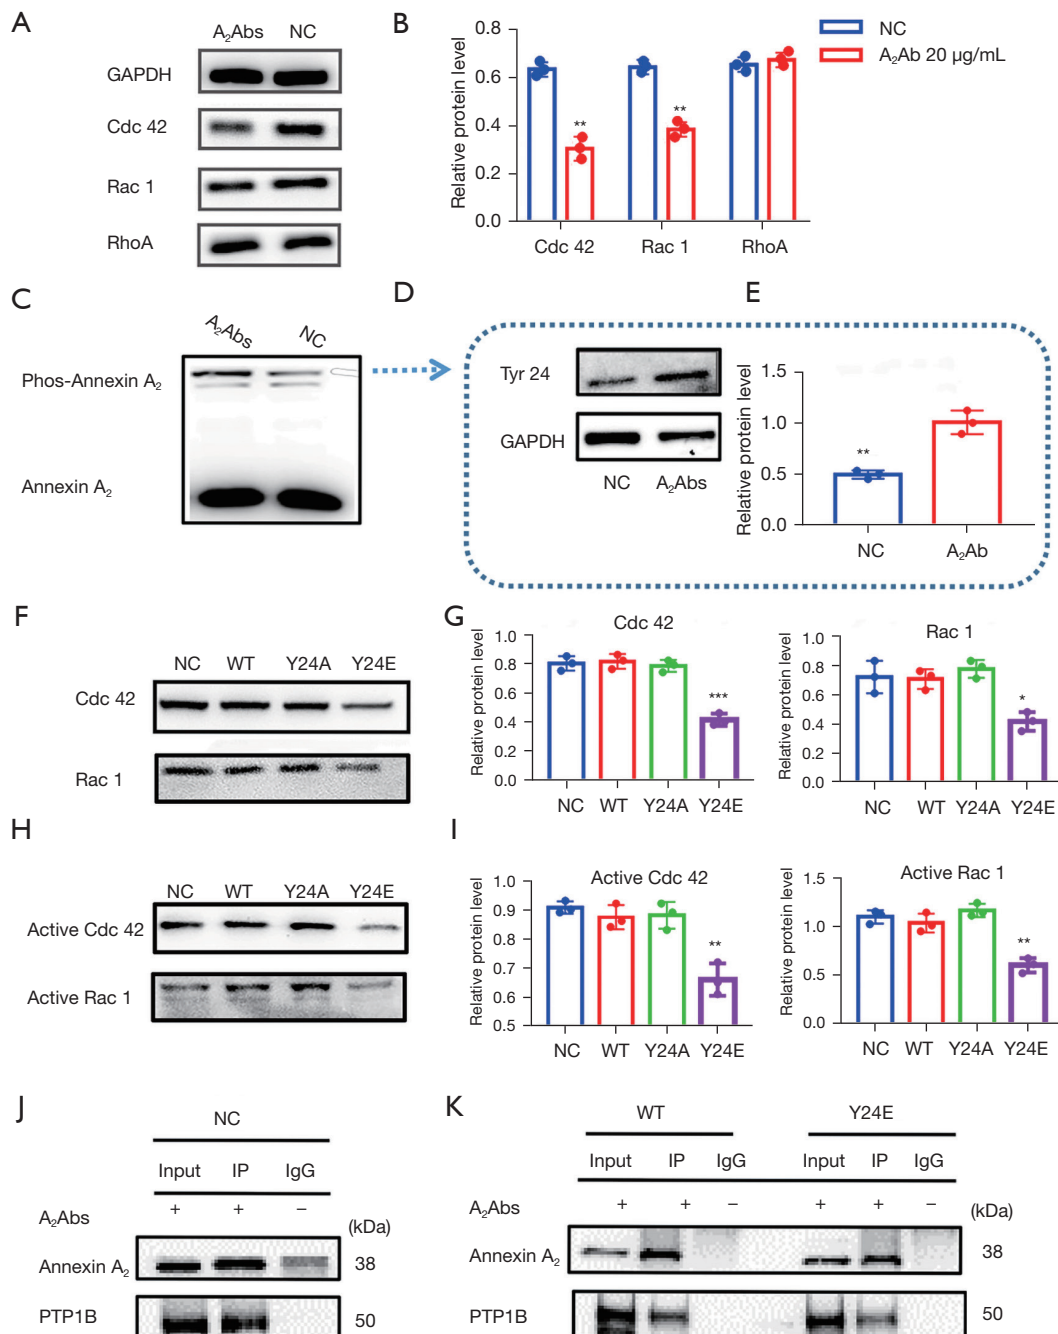 A
A₂Abs NC
GAPDH
Cdc 42
Rac 1
RhoA
B
Relative protein level
0.8
0.6
0.4
0.2
0.0
** **
Cdc 42 Rac 1 RhoA
NC
A₂Ab 20 µg/mL
C
A₂Abs NC
Phos-Annexin A₂
Annexin A₂
D
Tyr 24
GAPDH
NC A₂Abs
E
Relative protein level
1.5
1.0
0.5
0.0
**
NC A₂Ab
F
NC WT Y24A Y24E
Cdc 42
Rac 1
G
Cdc 42
Relative protein level
1.0
0.8
0.6
0.4
0.2
0.0
***
NC WT Y24A Y24E
Rac 1
Relative protein level
1.0
0.8
0.6
0.4
0.2
0.0
*
NC WT Y24A Y24E
H
NC WT Y24A Y24E
Active Cdc 42
Active Rac 1
I
Active Cdc 42
Relative protein level
1.0
0.9
0.8
0.7
0.6
0.5
**
NC WT Y24A Y24E
Active Rac 1
Relative protein level
1.5
1.0
0.5
0.0
**
NC WT Y24A Y24E
J
NC
Input IP IgG
A₂Abs + + −
(kDa)
Annexin A₂ 38
PTP1B 50
K
WT Y24E
Input IP IgG Input IP IgG
A₂Abs + + − + + − (kDa)
Annexin A₂ 38
PTP1B 50